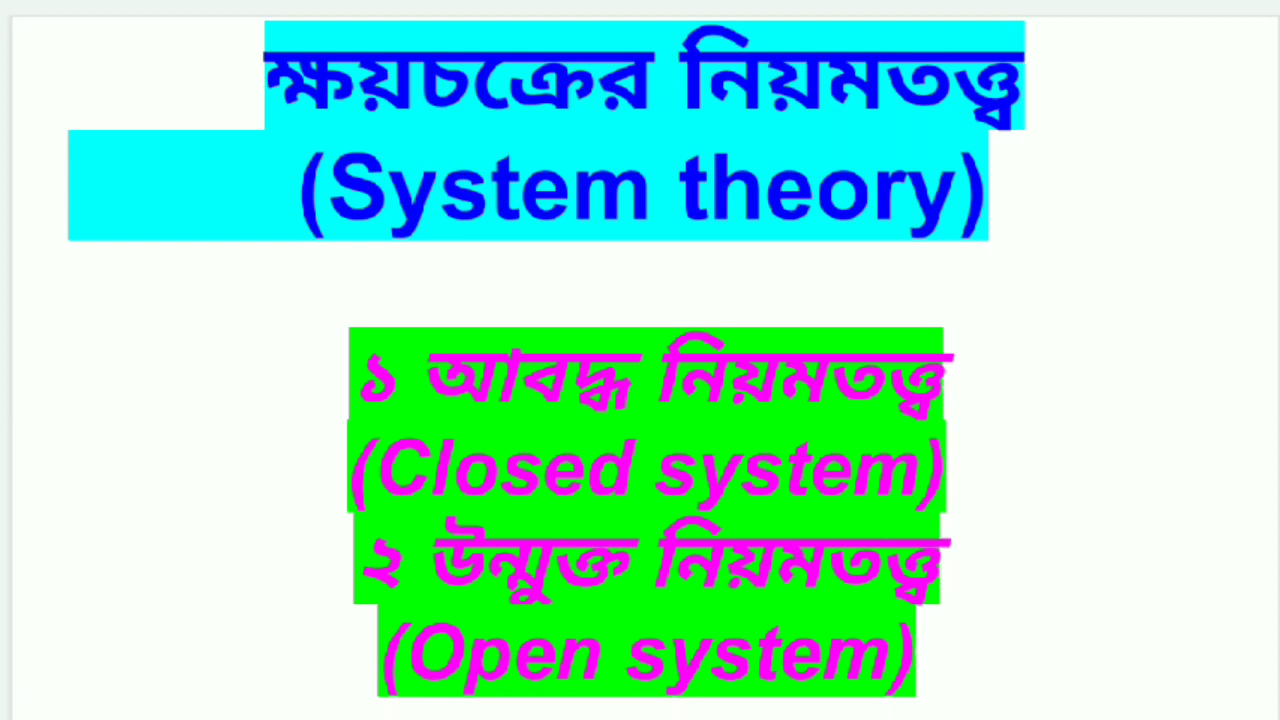 ক্ষয়চক্রের নিয়মতত্ত্ব
(System theory)
১ আবদ্ধ নিয়মতত্ত্ব
(Closed system)
২ উন্মুক্ত নিয়মতত্ত্ব
(Open system)